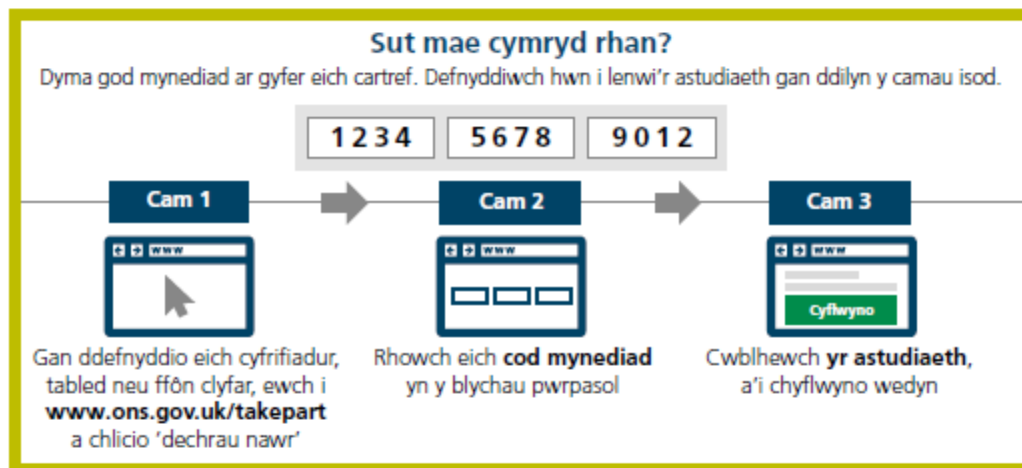 Sut mae cymryd rhan?
Dyma god mynediad ar gyfer eich cartref. Defnyddiwch hwn i lenwi'r astudiaeth gan ddilyn y camau isod.
1234 5678 9012
Cam 1
Cam 2
Cam 3
www
www
www
Cyflwyno
Gan ddefnyddio eich cyfrifiadur,
tabled neu ffôn clyfar, ewch i
www.ons.gov.uk/takepart
a chlicio 'dechrau nawr'
Rhowch eich cod mynediad
yn y blychau pwrpasol
Cwblhewch yr astudiaeth,
a'i chyflwyno wedyn